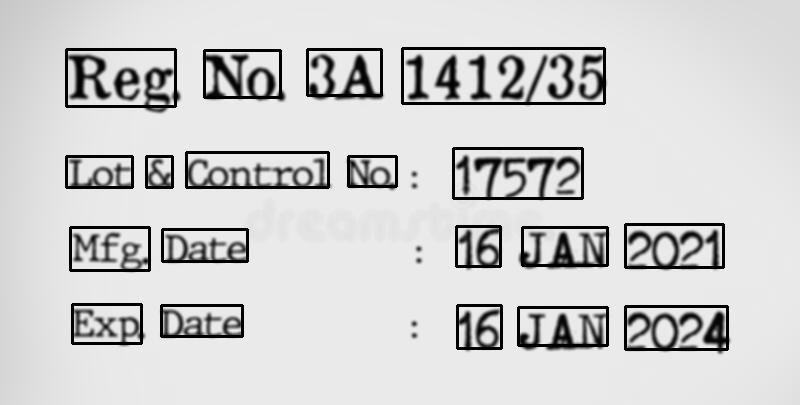 Reg. No. 3A 1412/35
Lot & Control No. : 17572
Mfg. Date : 16 JAN 2021
Exp. Date : 16 JAN 2024
dreamstime